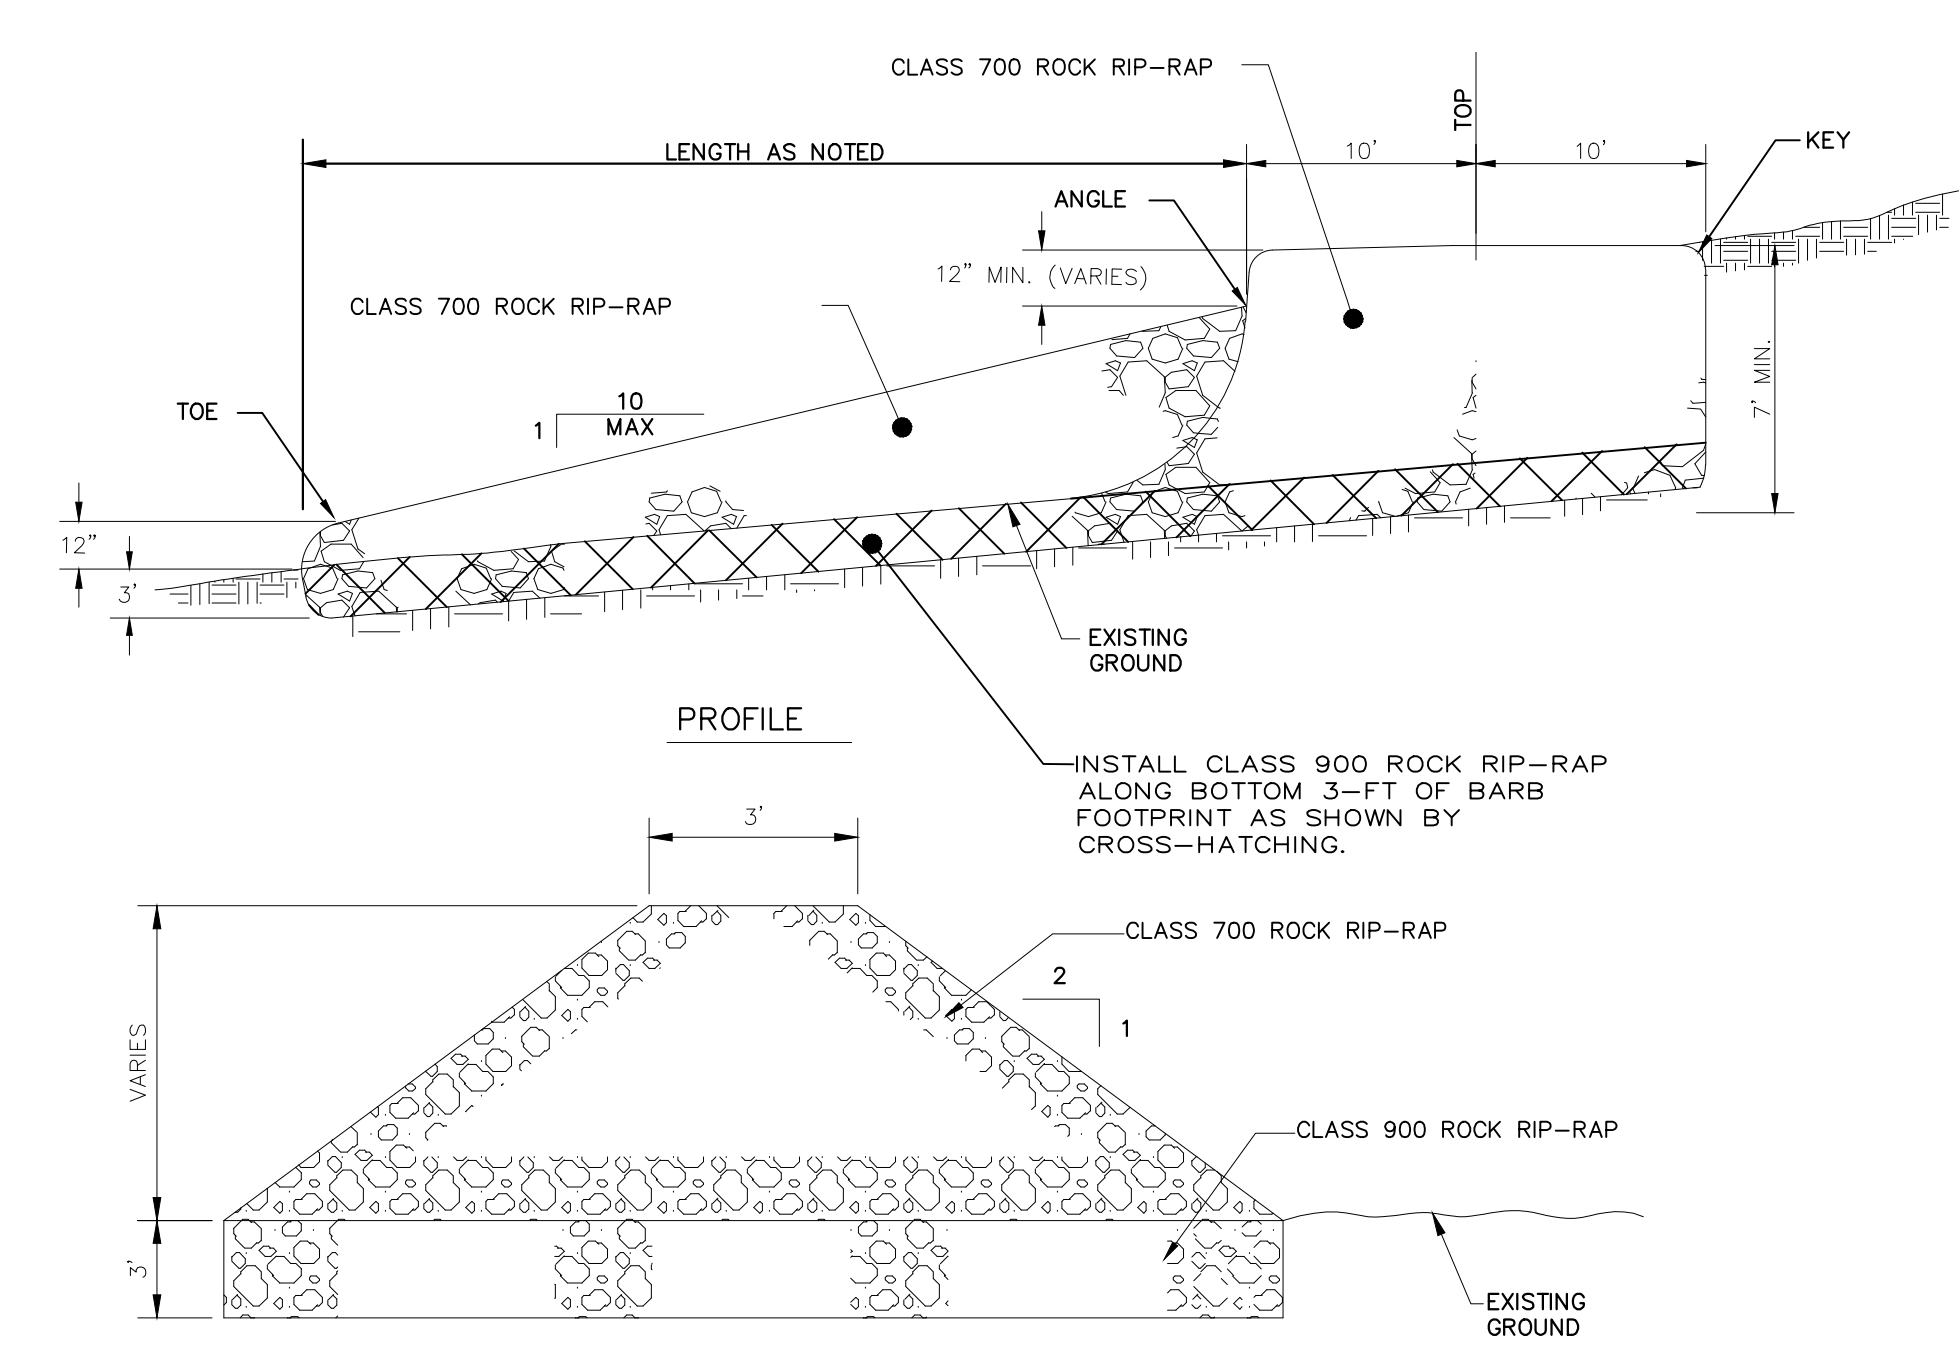 CLASS 700 ROCK RIP-RAP
TOP
KEY
LENGTH AS NOTED
10'
10'
ANGLE
12" MIN. (VARIES)
CLASS 700 ROCK RIP-RAP
7' MIN.
TOE
10
1
MAX
12"
3'
EXISTING
GROUND
PROFILE
INSTALL CLASS 900 ROCK RIP-RAP
ALONG BOTTOM 3-FT OF BARB
FOOTPRINT AS SHOWN BY
CROSS-HATCHING.
3'
CLASS 700 ROCK RIP-RAP
2
1
VARIES
CLASS 900 ROCK RIP-RAP
3'
EXISTING
GROUND